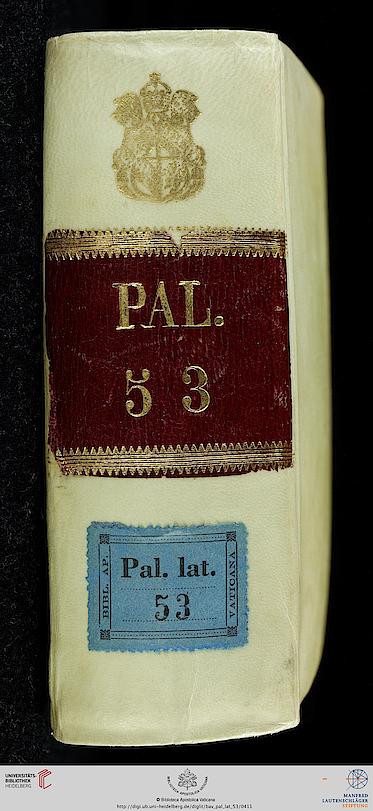 PAL.
53
BIBL. AP. VATICANA
Pal. lat.
53
UNIVERSITÄTS-
BIBLIOTHEK
HEIDELBERG
© Biblioteca Apostolica Vaticana
http://digi.ub.uni-heidelberg.de/diglit/bav_pal_lat_53/0411
MANFRED
LAUTENSCHLÄGER
STIFTUNG